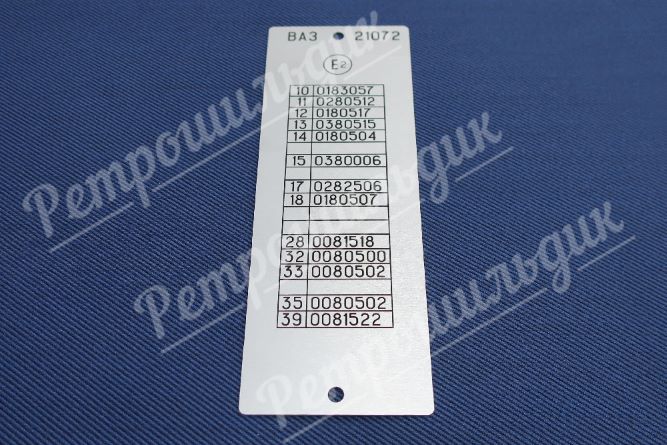 ВАЗ 21072
E2
10 0183057
11 0280512
12 0180517
13 0380515
14 0180504
15 0380006
17 0282506
18 0180507
28 0081518
32 0080500
33 0080502
35 0080502
39 0081522
Ретрошильдик
Ретрошильдик
Ретрошильдик